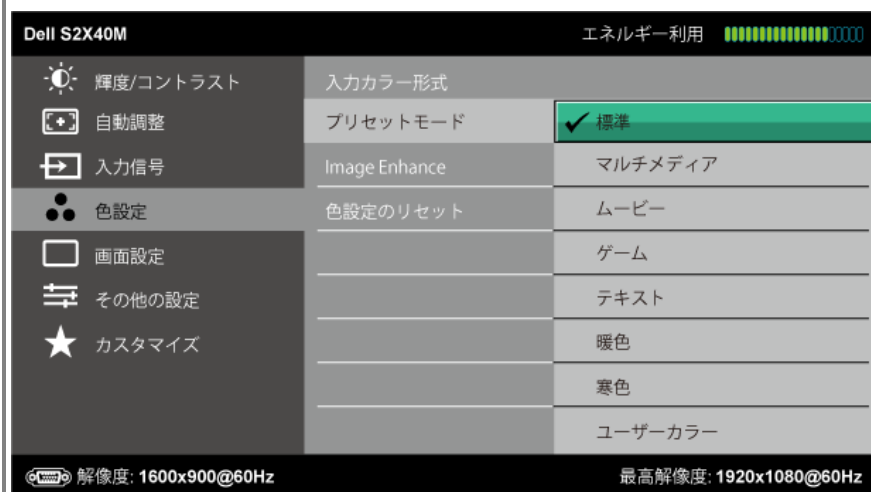 Dell S2X40M
エネルギー利用
輝度/コントラスト
自動調整
入力信号
色設定
画面設定
その他の設定
カスタマイズ
入力カラー形式
プリセットモード
Image Enhance
色設定のリセット
標準
マルチメディア
ムービー
ゲーム
テキスト
暖色
寒色
ユーザーカラー
解像度: 1600x900@60Hz
最高解像度: 1920x1080@60Hz